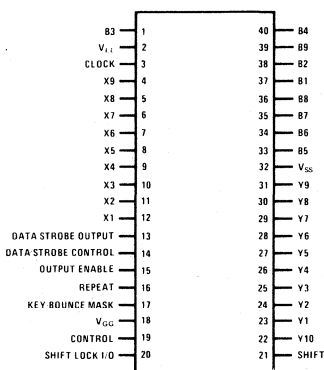 B3 1 40 B4
VLL 2 39 B9
CLOCK 3 38 B2
X9 4 37 B1
X8 5 36 B8
X7 6 35 B7
X6 7 34 B6
X5 8 33 B5
X4 9 32 VSS
X3 10 31 Y9
X2 11 30 Y8
X1 12 29 Y7
DATA STROBE OUTPUT 13 28 Y6
DATA STROBE CONTROL 14 27 Y5
OUTPUT ENABLE 15 26 Y4
REPEAT 16 25 Y3
KEY-BOUNCE MASK 17 24 Y2
VGG 18 23 Y1
CONTROL 19 22 Y10
SHIFT LOCK I/O 20 21 SHIFT